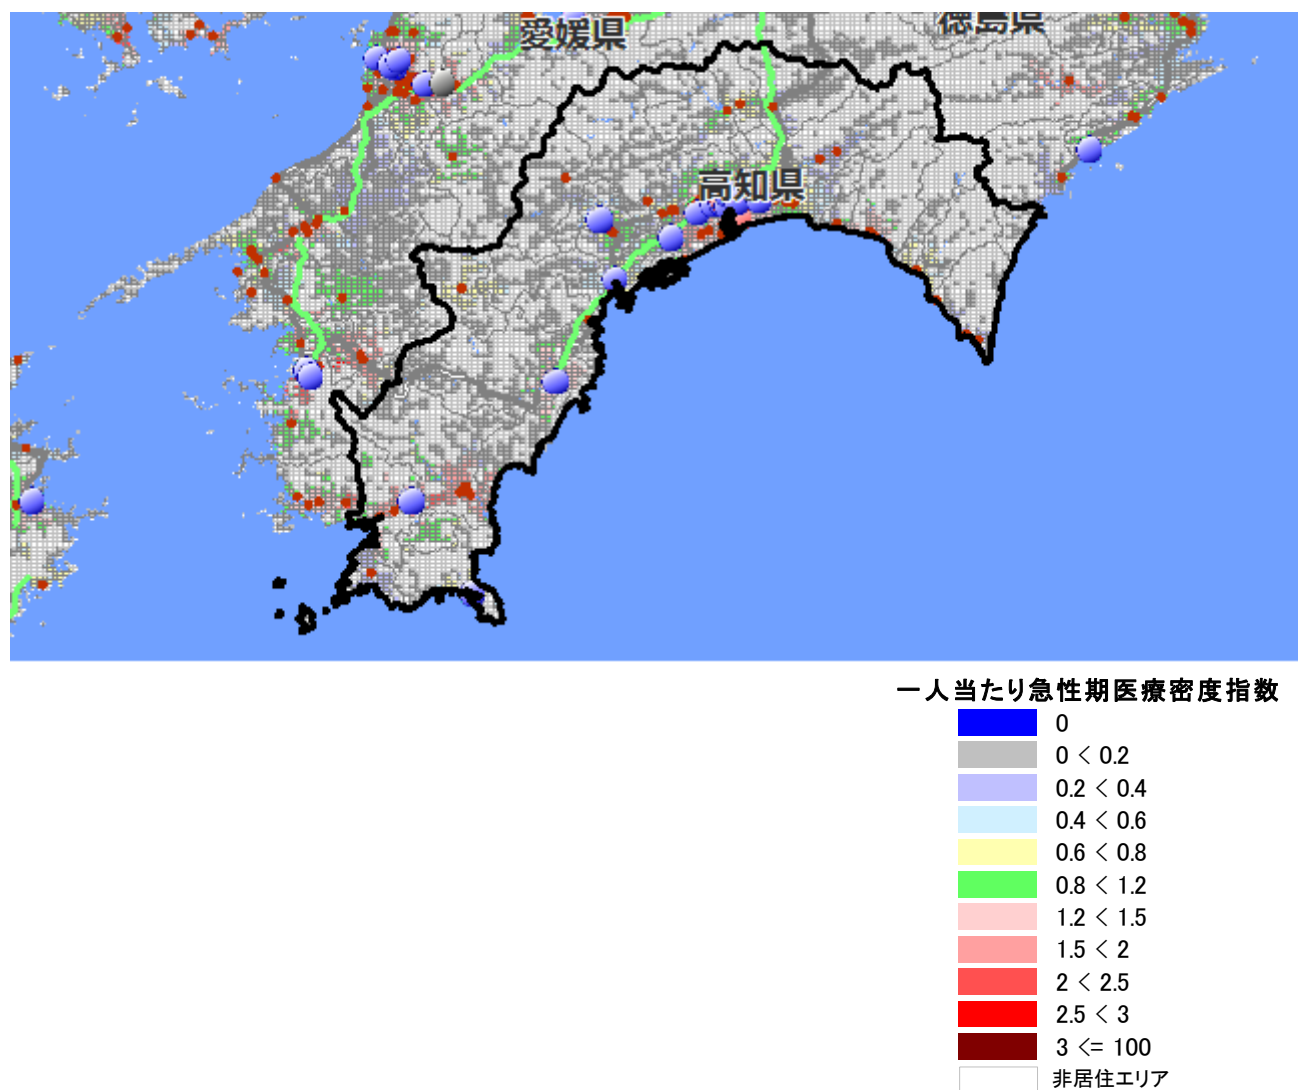 愛媛県
徳島県
高知県
一人当たり急性期医療密度指数
0
0 < 0.2
0.2 < 0.4
0.4 < 0.6
0.6 < 0.8
0.8 < 1.2
1.2 < 1.5
1.5 < 2
2 < 2.5
2.5 < 3
3 <= 100
非居住エリア